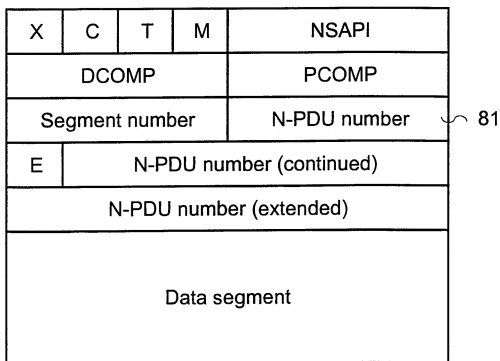 X C T M NSAPI
DCOMP PCOMP
Segment number N-PDU number 81
E N-PDU number (continued)
N-PDU number (extended)
Data segment